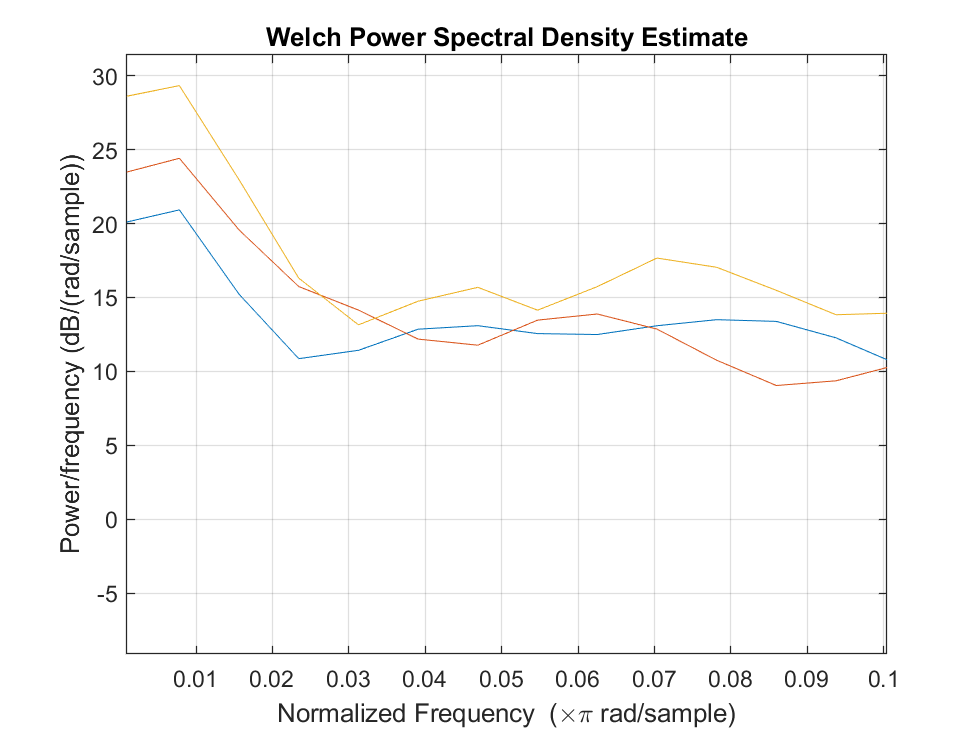 Welch Power Spectral Density Estimate
30
25
20
15
10
5
0
-5
Power/frequency (dB/(rad/sample))
0.01 0.02 0.03 0.04 0.05 0.06 0.07 0.08 0.09 0.1
Normalized Frequency (×π rad/sample)